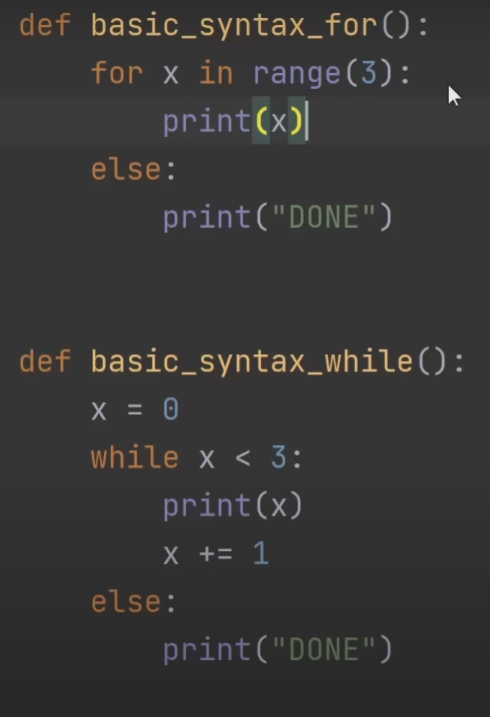 def basic_syntax_for():
    for x in range(3):
        print(x)
    else:
        print("DONE")

def basic_syntax_while():
    x = 0
    while x < 3:
        print(x)
        x += 1
    else:
        print("DONE")